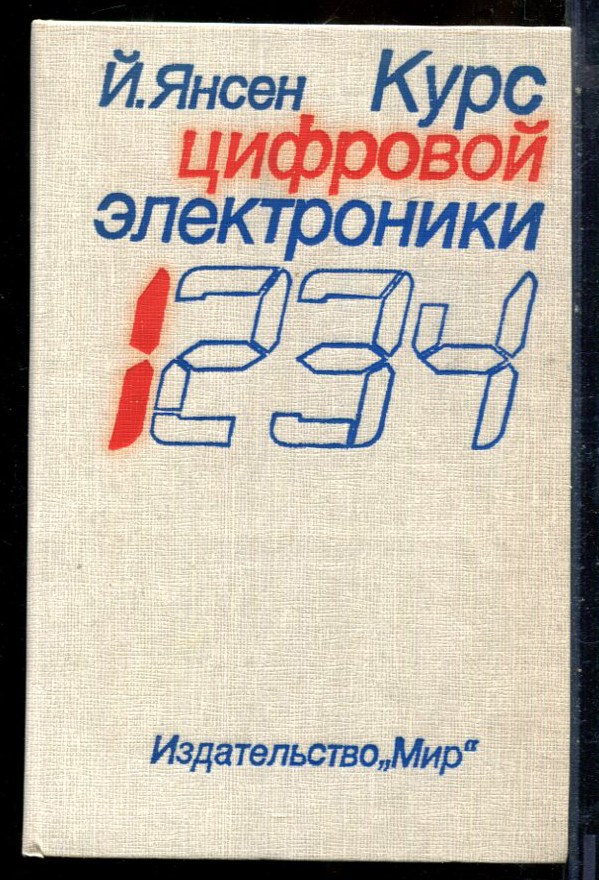 Й. Янсен Курс
цифровой
электроники
1234
Издательство „Мир“